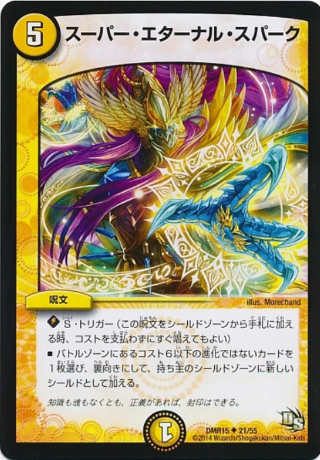 5
スーパー・エターナル・スパーク
illus. Morechand
呪文
S・トリガー (この呪文をシールドゾーンから手札に加え
る時、コストを支払わずにすぐ唱えてもよい)
■ バトルゾーンにあるコスト6以下の進化ではないカードを
1枚選び、裏向きにして、持ち主のシールドゾーンに新しい
シールドとして加える。
知識も魂もなくとも、正義があれば、封印はできる。
1
DS
DMR15 ◆ 21/55
©2014 Wizards/Shogakukan/Mitsui-Kids